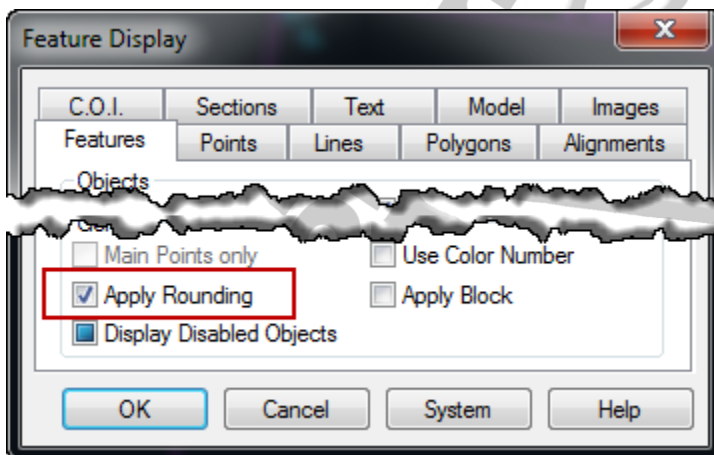 Feature Display
C.O.I. Sections Text Model Images
Features Points Lines Polygons Alignments
Objects
Main Points only Use Color Number
Apply Rounding Apply Block
Display Disabled Objects
OK Cancel System Help